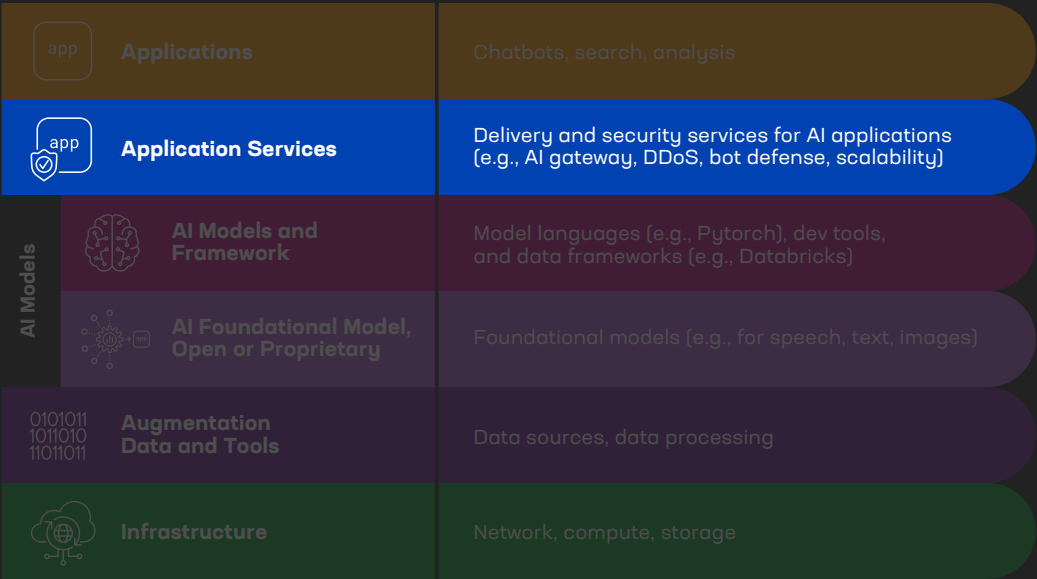 app
Applications
Chatbots, search, analysis
app
Application Services
Delivery and security services for AI applications
(e.g., AI gateway, DDoS, bot defense, scalability)
AI Models
AI Models and
Framework
Model languages (e.g., Pytorch), dev tools,
and data frameworks (e.g., Databricks)
app
AI Foundational Model,
Open or Proprietary
Foundational models (e.g., for speech, text, images)
0101011
1011010
11011011
Augmentation
Data and Tools
Data sources, data processing
Infrastructure
Network, compute, storage